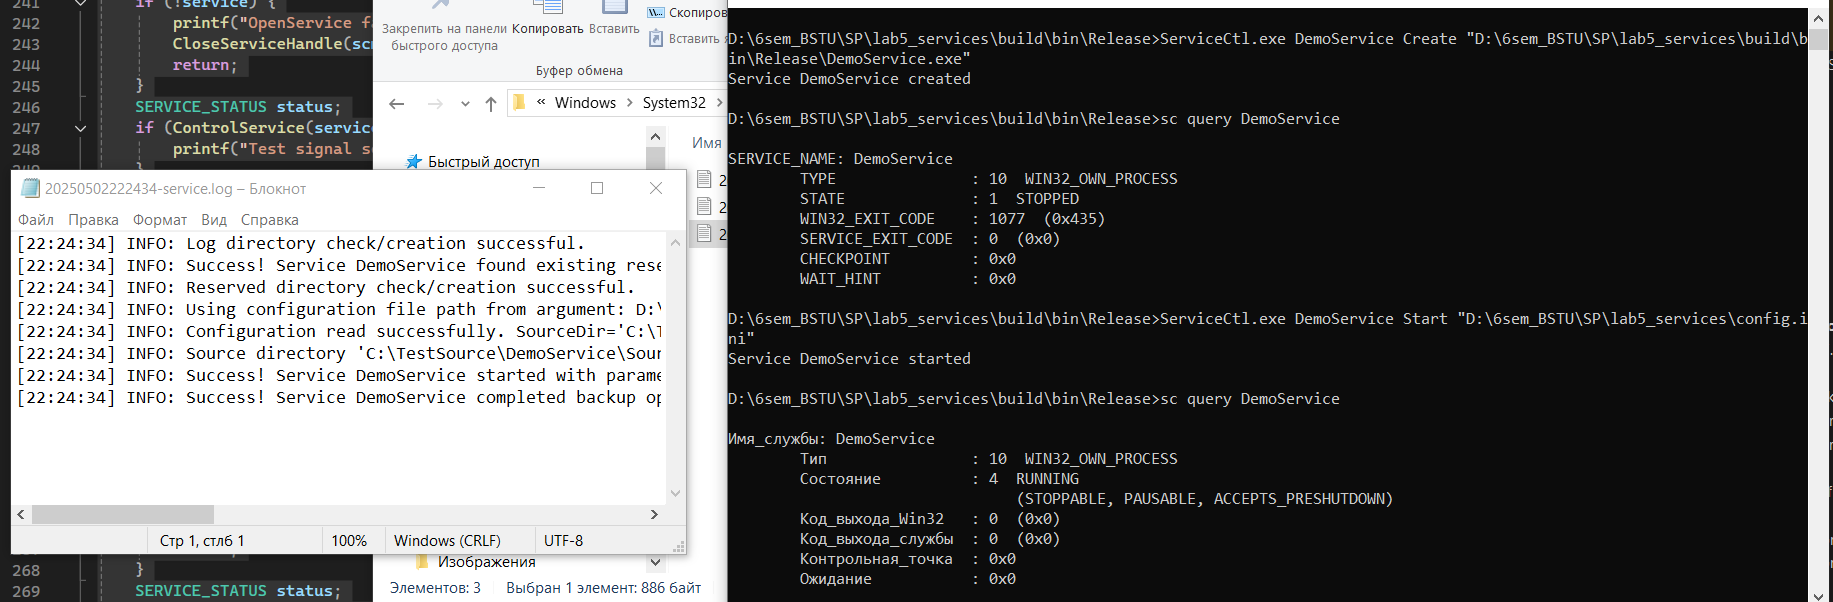 241
if (!service) {
242
printf("OpenService f
243
CloseServiceHandle(sc
244
return;
245
}
246
SERVICE_STATUS status;
247
if (ControlService(service
248
printf("Test signal s
Закрепить на панели
быстрого доступа
Копировать
Вставить
Скопиров
Вставить
Буфер обмена
« Windows > System32 >
Имя
Быстрый доступ
2
2
2
20250502222434-service.log – Блокнот
Файл Правка Формат Вид Справка
[22:24:34] INFO: Log directory check/creation successful.
[22:24:34] INFO: Success! Service DemoService found existing rese
[22:24:34] INFO: Reserved directory check/creation successful.
[22:24:34] INFO: Using configuration file path from argument: D:\
[22:24:34] INFO: Configuration read successfully. SourceDir='C:\T
[22:24:34] INFO: Source directory 'C:\TestSource\DemoService\Sour
[22:24:34] INFO: Success! Service DemoService started with parame
[22:24:34] INFO: Success! Service DemoService completed backup op
Стр 1, стлб 1
100%
Windows (CRLF)
UTF-8
Изображения
Элементов: 3
Выбран 1 элемент: 886 байт
268
}
269
SERVICE_STATUS status;
D:\6sem_BSTU\SP\lab5_services\build\bin\Release>ServiceCtl.exe DemoService Create "D:\6sem_BSTU\SP\lab5_services\build\b
in\Release\DemoService.exe"
Service DemoService created
D:\6sem_BSTU\SP\lab5_services\build\bin\Release>sc query DemoService
SERVICE_NAME: DemoService
TYPE : 10 WIN32_OWN_PROCESS
STATE : 1 STOPPED
WIN32_EXIT_CODE : 1077 (0x435)
SERVICE_EXIT_CODE : 0 (0x0)
CHECKPOINT : 0x0
WAIT_HINT : 0x0
D:\6sem_BSTU\SP\lab5_services\build\bin\Release>ServiceCtl.exe DemoService Start "D:\6sem_BSTU\SP\lab5_services\config.i
ni"
Service DemoService started
D:\6sem_BSTU\SP\lab5_services\build\bin\Release>sc query DemoService
Имя_службы: DemoService
Тип : 10 WIN32_OWN_PROCESS
Состояние : 4 RUNNING
(STOPPABLE, PAUSABLE, ACCEPTS_PRESHUTDOWN)
Код_выхода_Win32 : 0 (0x0)
Код_выхода_службы : 0 (0x0)
Контрольная_точка : 0x0
Ожидание : 0x0